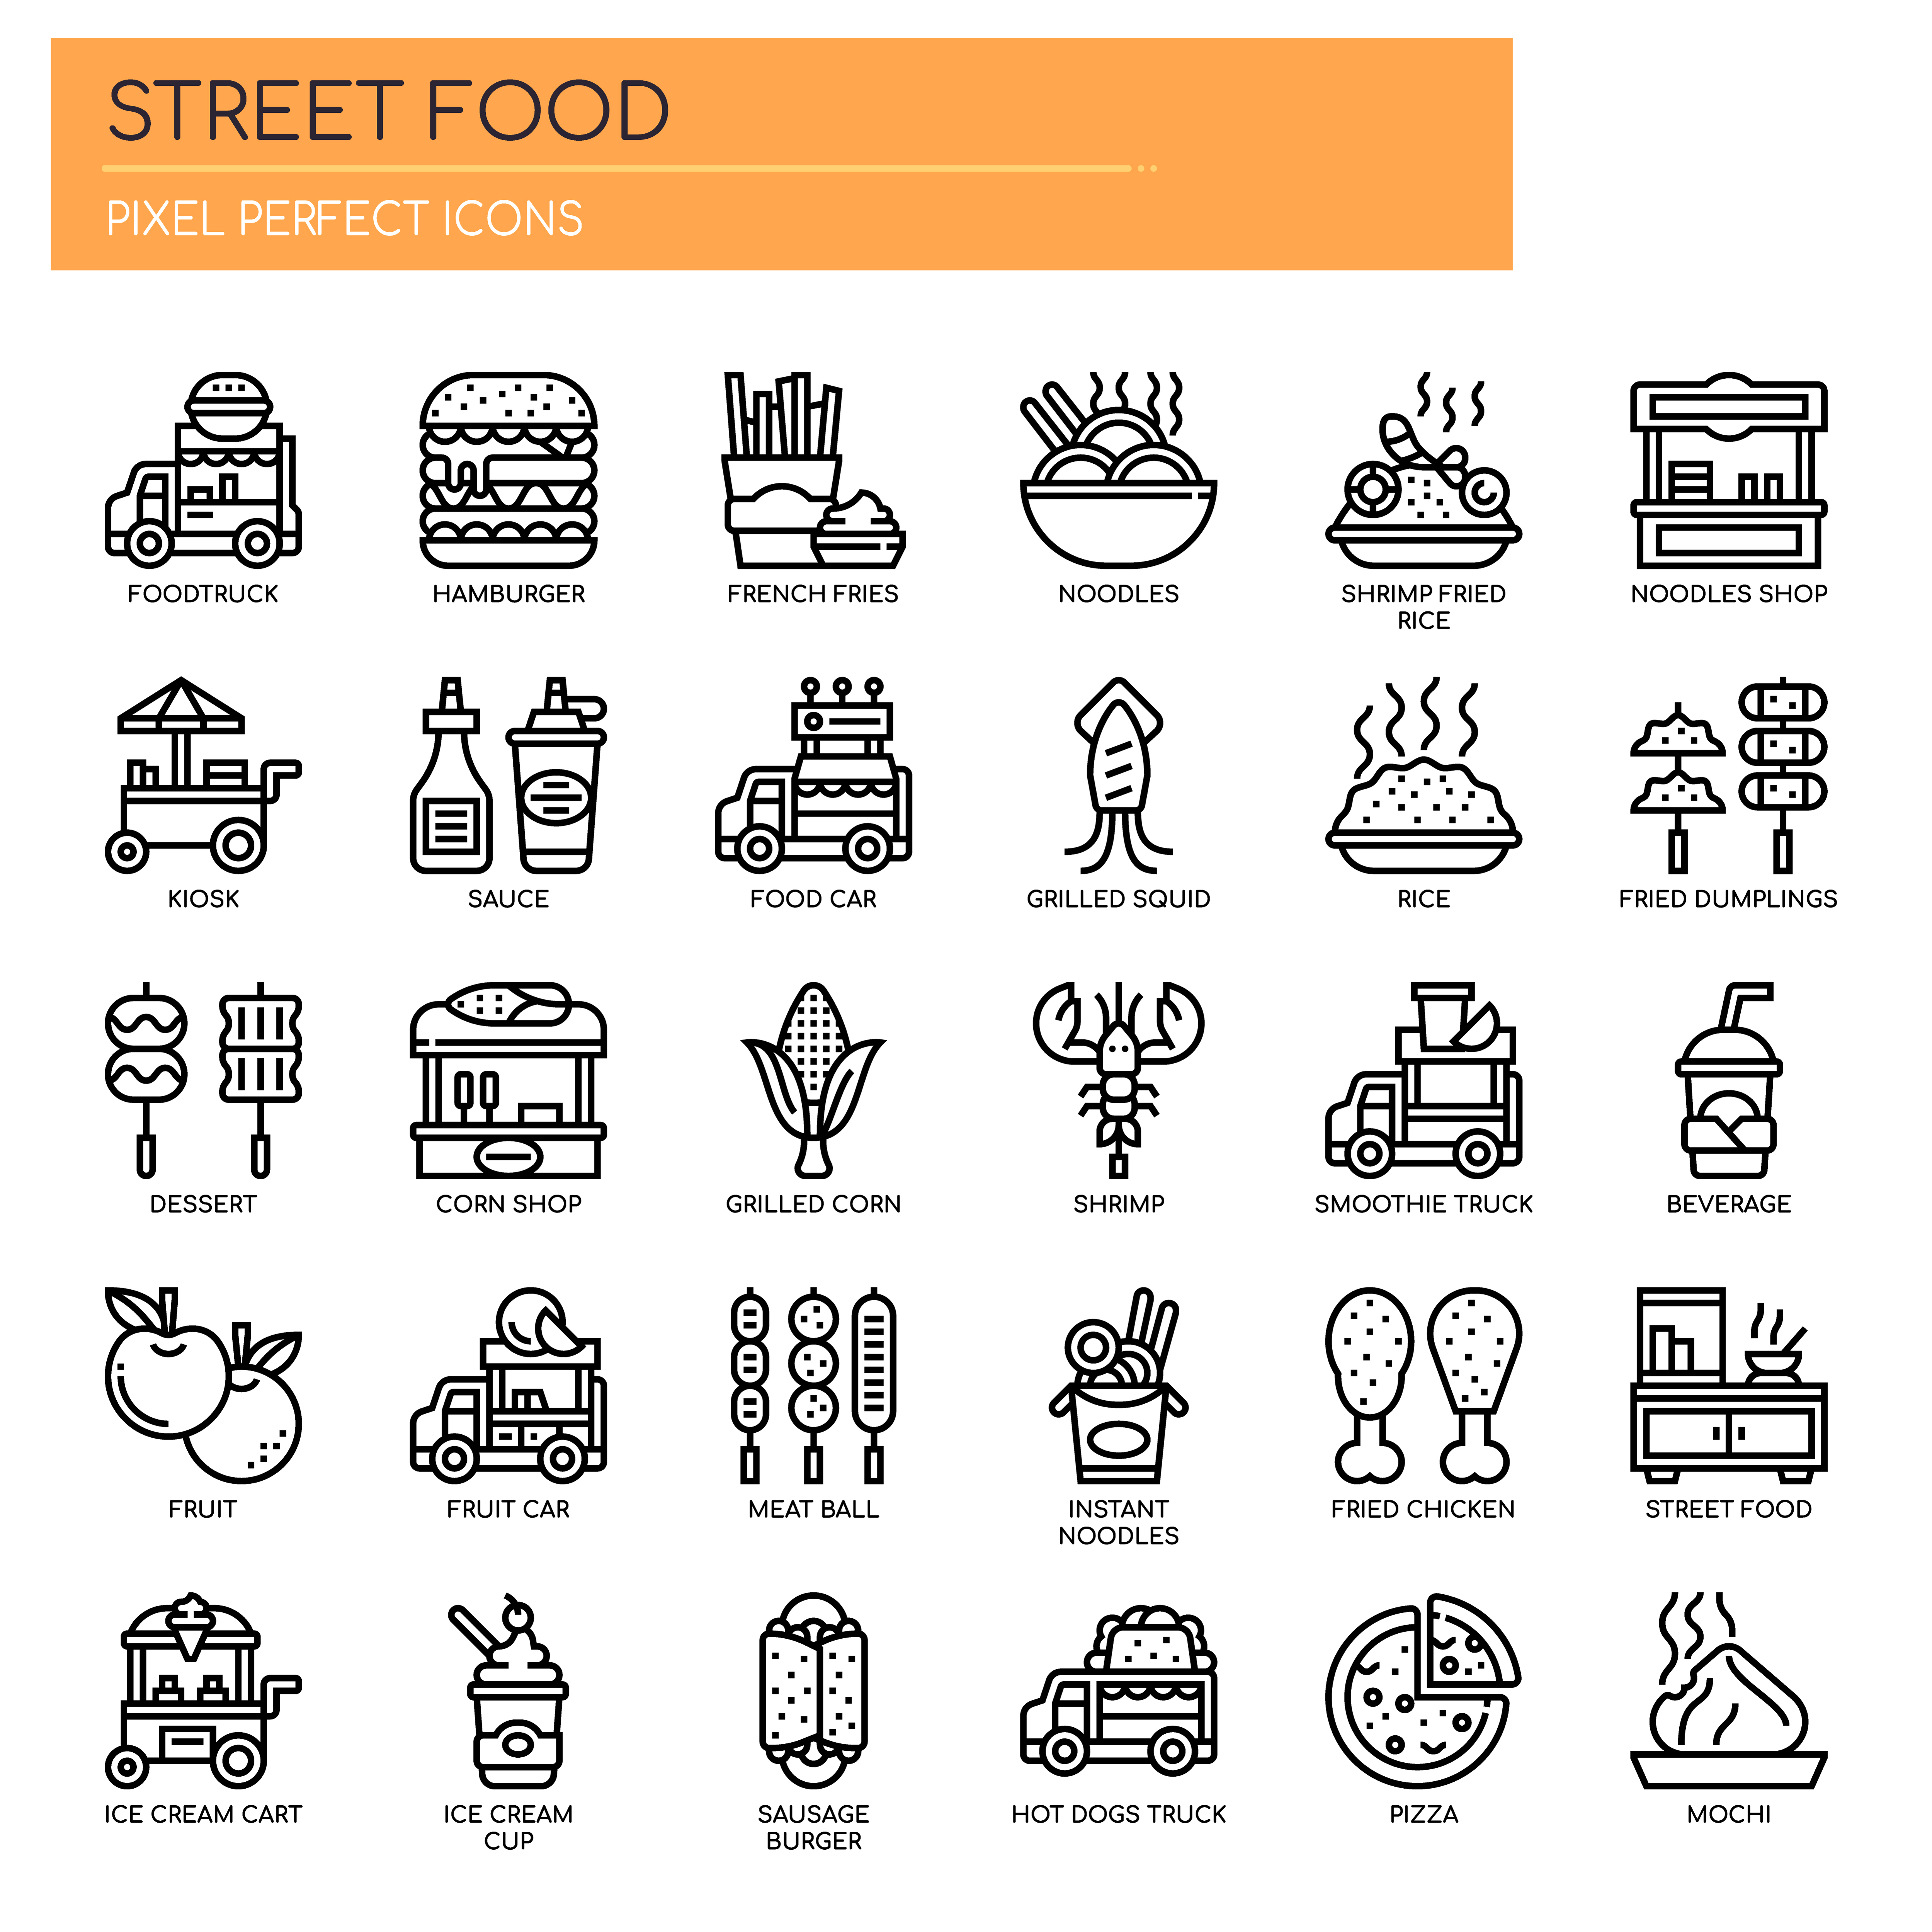 STREET FOOD
PIXEL PERFECT ICONS
FOODTRUCK
HAMBURGER
FRENCH FRIES
NOODLES
SHRIMP FRIED
RICE
NOODLES SHOP
KIOSK
SAUCE
FOOD CAR
GRILLED SQUID
RICE
FRIED DUMPLINGS
DESSERT
CORN SHOP
GRILLED CORN
SHRIMP
SMOOTHIE TRUCK
BEVERAGE
FRUIT
FRUIT CAR
MEAT BALL
INSTANT
NOODLES
FRIED CHICKEN
STREET FOOD
ICE CREAM CART
ICE CREAM
CUP
SAUSAGE
BURGER
HOT DOGS TRUCK
PIZZA
MOCHI